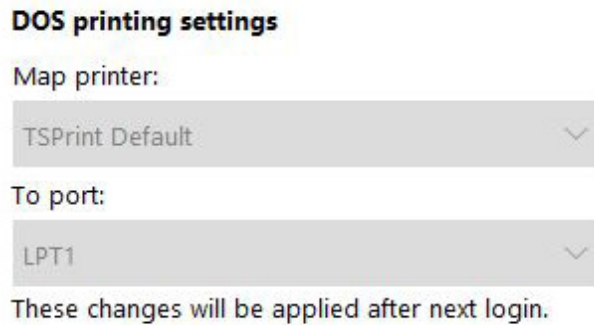 DOS printing settings
Map printer:
TSPrint Default
To port:
LPT1
These changes will be applied after next login.